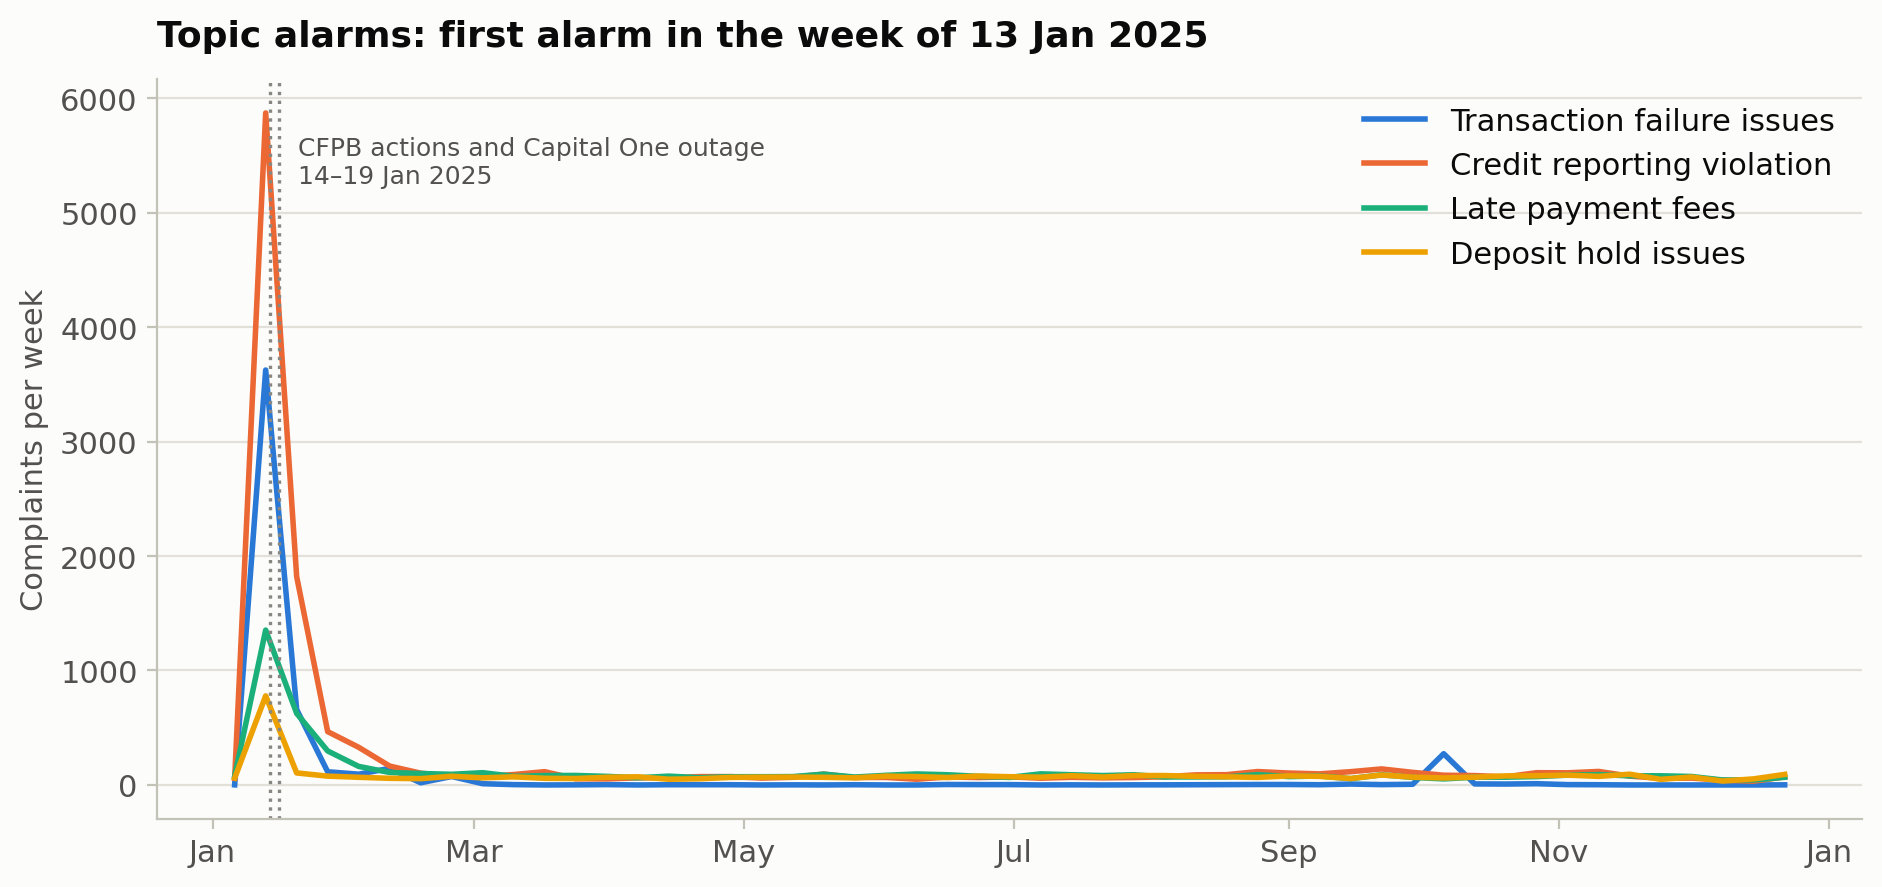 Topic alarms: first alarm in the week of 13 Jan 2025
6000
5000
4000
3000
2000
1000
0
Complaints per week
CFPB actions and Capital One outage
14–19 Jan 2025
Transaction failure issues
Credit reporting violation
Late payment fees
Deposit hold issues
Jan
Mar
May
Jul
Sep
Nov
Jan